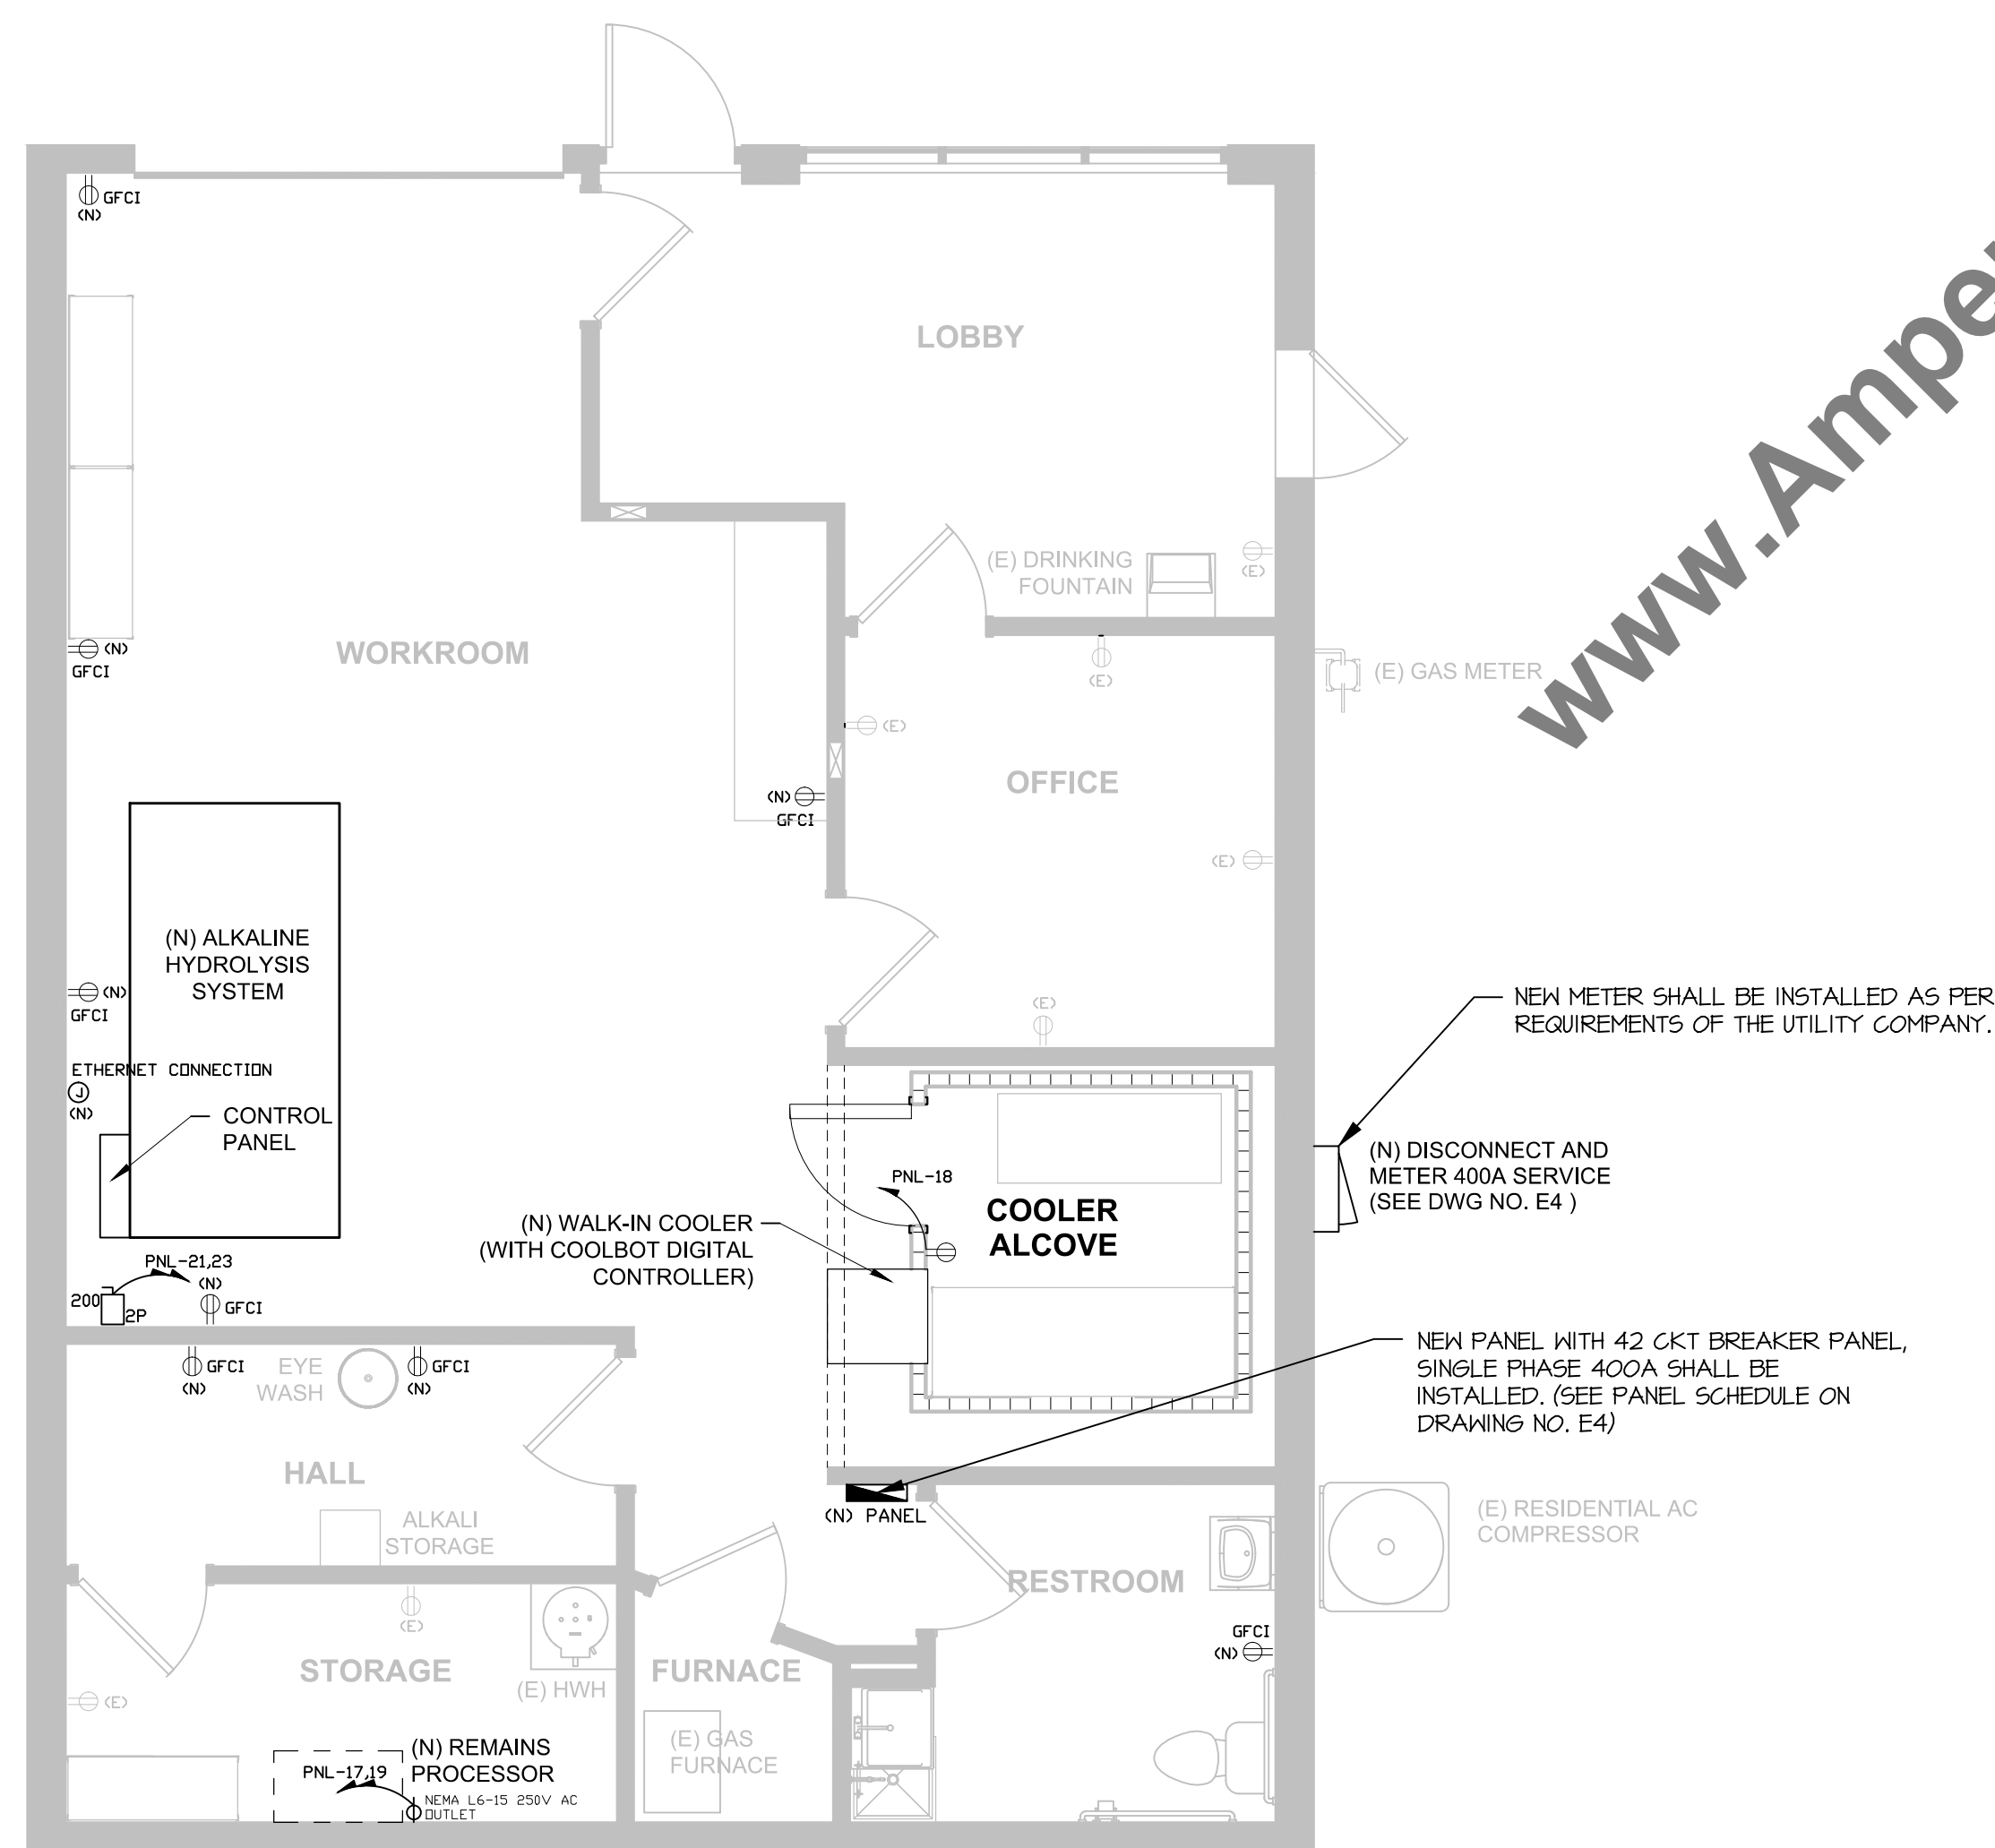 GFCI
(N)
LOBBY
www.Ampe
(E) DRINKING
FOUNTAIN
(E)
WORKROOM
(N)
GFCI
(E)
(E) GAS METER
(E)
OFFICE
(N)
GFCI
(E)
(N) ALKALINE
HYDROLYSIS
SYSTEM
(N)
GFCI
(E)
NEW METER SHALL BE INSTALLED AS PER
REQUIREMENTS OF THE UTILITY COMPANY.
ETHERNET CONNECTION
J
(N)
CONTROL
PANEL
(N) DISCONNECT AND
METER 400A SERVICE
(SEE DWG NO. E4 )
PNL-18
COOLER
ALCOVE
(N) WALK-IN COOLER
(WITH COOLBOT DIGITAL
CONTROLLER)
PNL-21,23
(N)
GFCI
200
2P
NEW PANEL WITH 42 CKT BREAKER PANEL,
SINGLE PHASE 400A SHALL BE
INSTALLED. (SEE PANEL SCHEDULE ON
DRAWING NO. E4)
GFCI
(N)
EYE
WASH
GFCI
(N)
HALL
ALKALI
STORAGE
(N) PANEL
(E) RESIDENTIAL AC
COMPRESSOR
RESTROOM
(E)
GFCI
(N)
STORAGE
(E) HWH
FURNACE
(E)
(E) GAS
FURNACE
(N) REMAINS
PROCESSOR
PNL-17,19
NEMA L6-15 250V AC
OUTLET